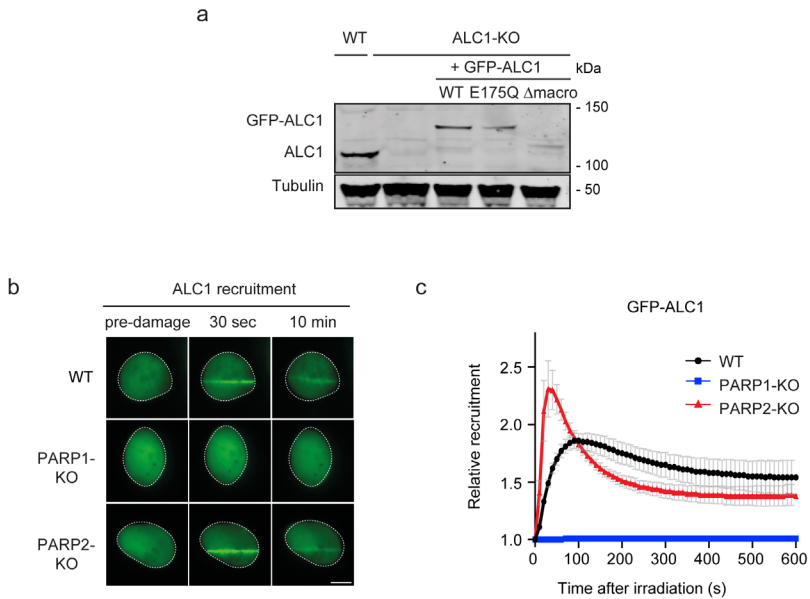 a
WT ALC1-KO
+ GFP-ALC1 kDa
WT E175Q Δmacro
- 150
GFP-ALC1
ALC1
- 100
Tubulin - 50
b
ALC1 recruitment
pre-damage 30 sec 10 min
WT
PARP1-
KO
PARP2-
KO
c
GFP-ALC1
WT
PARP1-KO
PARP2-KO
Relative recruitment
2.5
2.0
1.5
1.0
0 100 200 300 400 500 600
Time after irradiation (s)